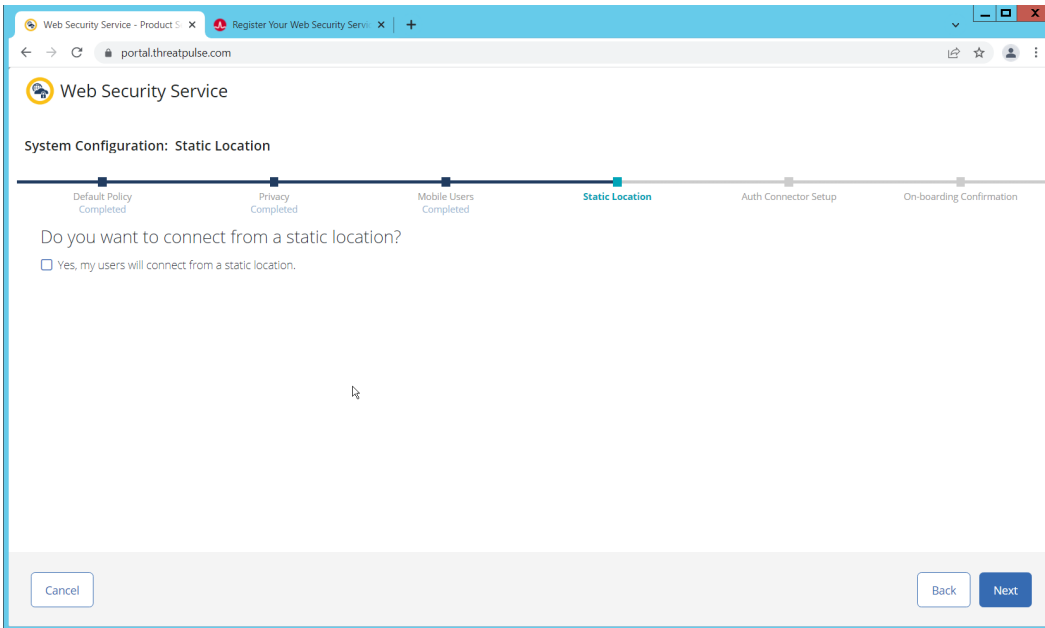 Web Security Service - Product S
Register Your Web Security Servi
portal.threatpulse.com
Web Security Service
System Configuration: Static Location
Default Policy
Completed
Privacy
Completed
Mobile Users
Completed
Static Location
Auth Connector Setup
On-boarding Confirmation
Do you want to connect from a static location?
Yes, my users will connect from a static location.
Cancel
Back
Next